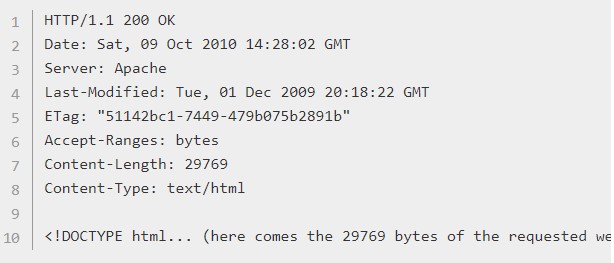 1 HTTP/1.1 200 OK
2 Date: Sat, 09 Oct 2010 14:28:02 GMT
3 Server: Apache
4 Last-Modified: Tue, 01 Dec 2009 20:18:22 GMT
5 ETag: "51142bc1-7449-479b075b2891b"
6 Accept-Ranges: bytes
7 Content-Length: 29769
8 Content-Type: text/html
9
10 <!DOCTYPE html... (here comes the 29769 bytes of the requested we